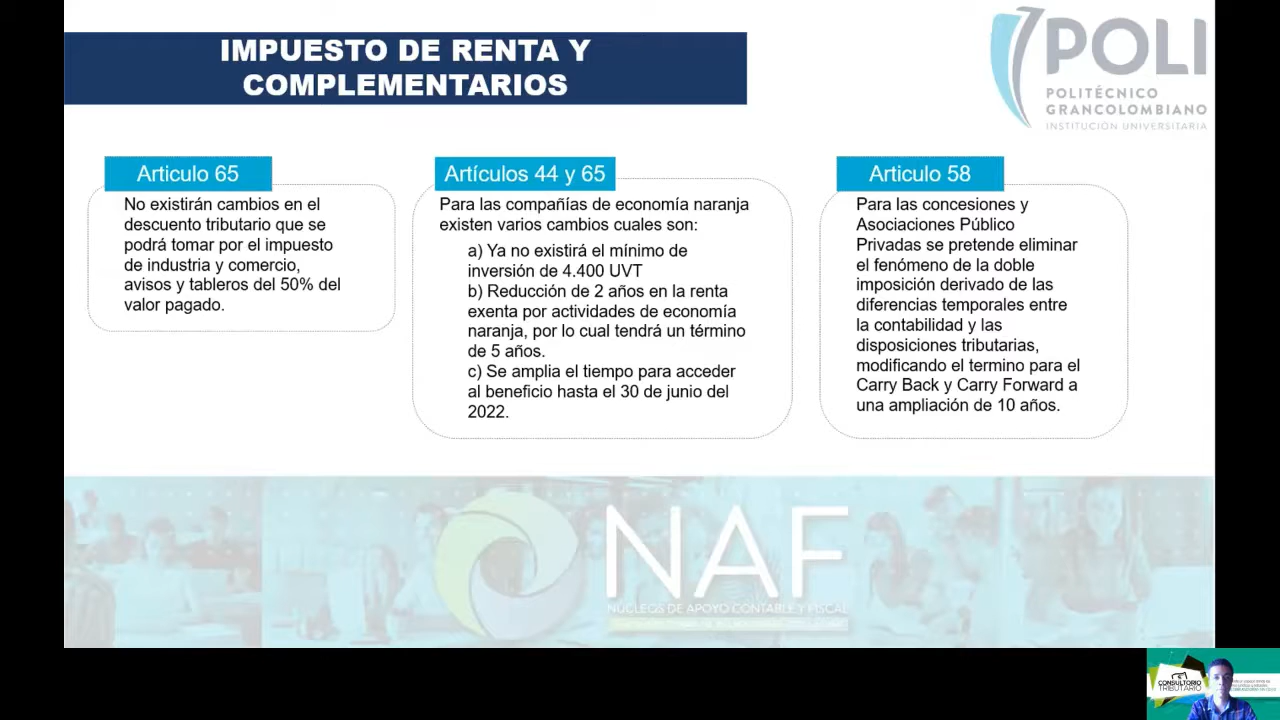 IMPUESTO DE RENTA Y
COMPLEMENTARIOS
POLI
POLITÉCNICO
GRANCOLOMBIANO
INSTITUCIÓN UNIVERSITARIA
Articulo 65
No existirán cambios en el
descuento tributario que se
podrá tomar por el impuesto
de industria y comercio,
avisos y tableros del 50% del
valor pagado.
Artículos 44 y 65
Para las compañías de economía naranja
existen varios cambios cuales son:
a) Ya no existirá el mínimo de
inversión de 4.400 UVT
b) Reducción de 2 años en la renta
exenta por actividades de economía
naranja, por lo cual tendrá un término
de 5 años.
c) Se amplia el tiempo para acceder
al beneficio hasta el 30 de junio del
2022.
Articulo 58
Para las concesiones y
Asociaciones Público
Privadas se pretende eliminar
el fenómeno de la doble
imposición derivado de las
diferencias temporales entre
la contabilidad y las
disposiciones tributarias,
modificando el termino para el
Carry Back y Carry Forward a
una ampliación de 10 años.
NAF
NÚCLEOS DE APOYO CONTABLE Y FISCAL
CONSULTORIO
TRIBUTARIO